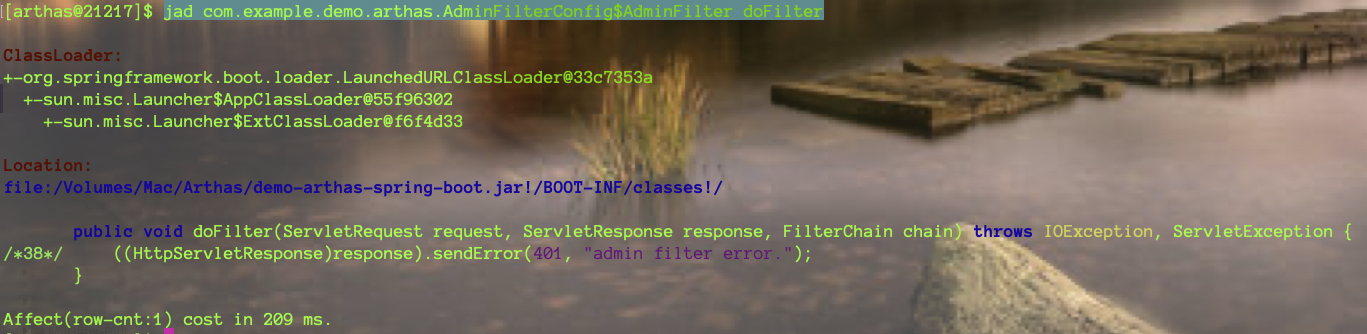 [arthas@21217]$ jad com.example.demo.arthas.AdminFilterConfig$AdminFilter doFilter
ClassLoader:
+-org.springframework.boot.loader.LaunchedURLClassLoader@33c7353a
+-sun.misc.Launcher$AppClassLoader@55f96302
+-sun.misc.Launcher$ExtClassLoader@f6f4d33
Location:
file:/Volumes/Mac/Arthas/demo-arthas-spring-boot.jar!/BOOT-INF/classes!/
public void doFilter(ServletRequest request, ServletResponse response, FilterChain chain) throws IOException, ServletException {
/*38*/ ((HttpServletResponse)response).sendError(401, "admin filter error.");
}
Affect(row-cnt:1) cost in 209 ms.